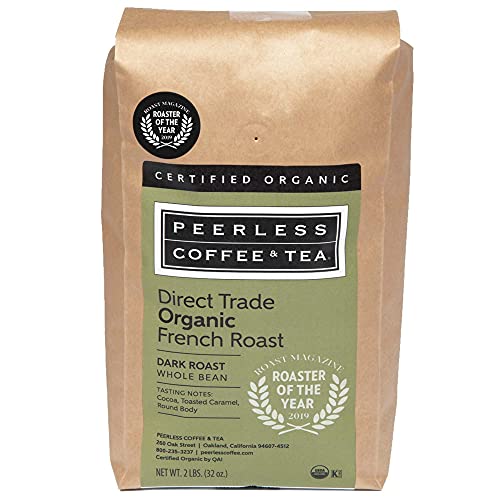 ROAST MAGAZINE
ROASTER
OF THE
YEAR
2019
CERTIFIED ORGANIC
PEERLESS
COFFEE & TEA®
Direct Trade
Organic
French Roast
DARK ROAST
WHOLE BEAN
TASTING NOTES:
Cocoa, Toasted Caramel,
Round Body
ROAST MAGAZINE
ROASTER
OF THE
YEAR
2019
PEERLESS COFFEE & TEA
260 Oak Street | Oakland, California 94607-4512
800-236-3237 | peerlesscoffee.com
Certified Organic by QAI
NET WT. 2 LBS. (32 oz.)
USDA
ORGANIC
K